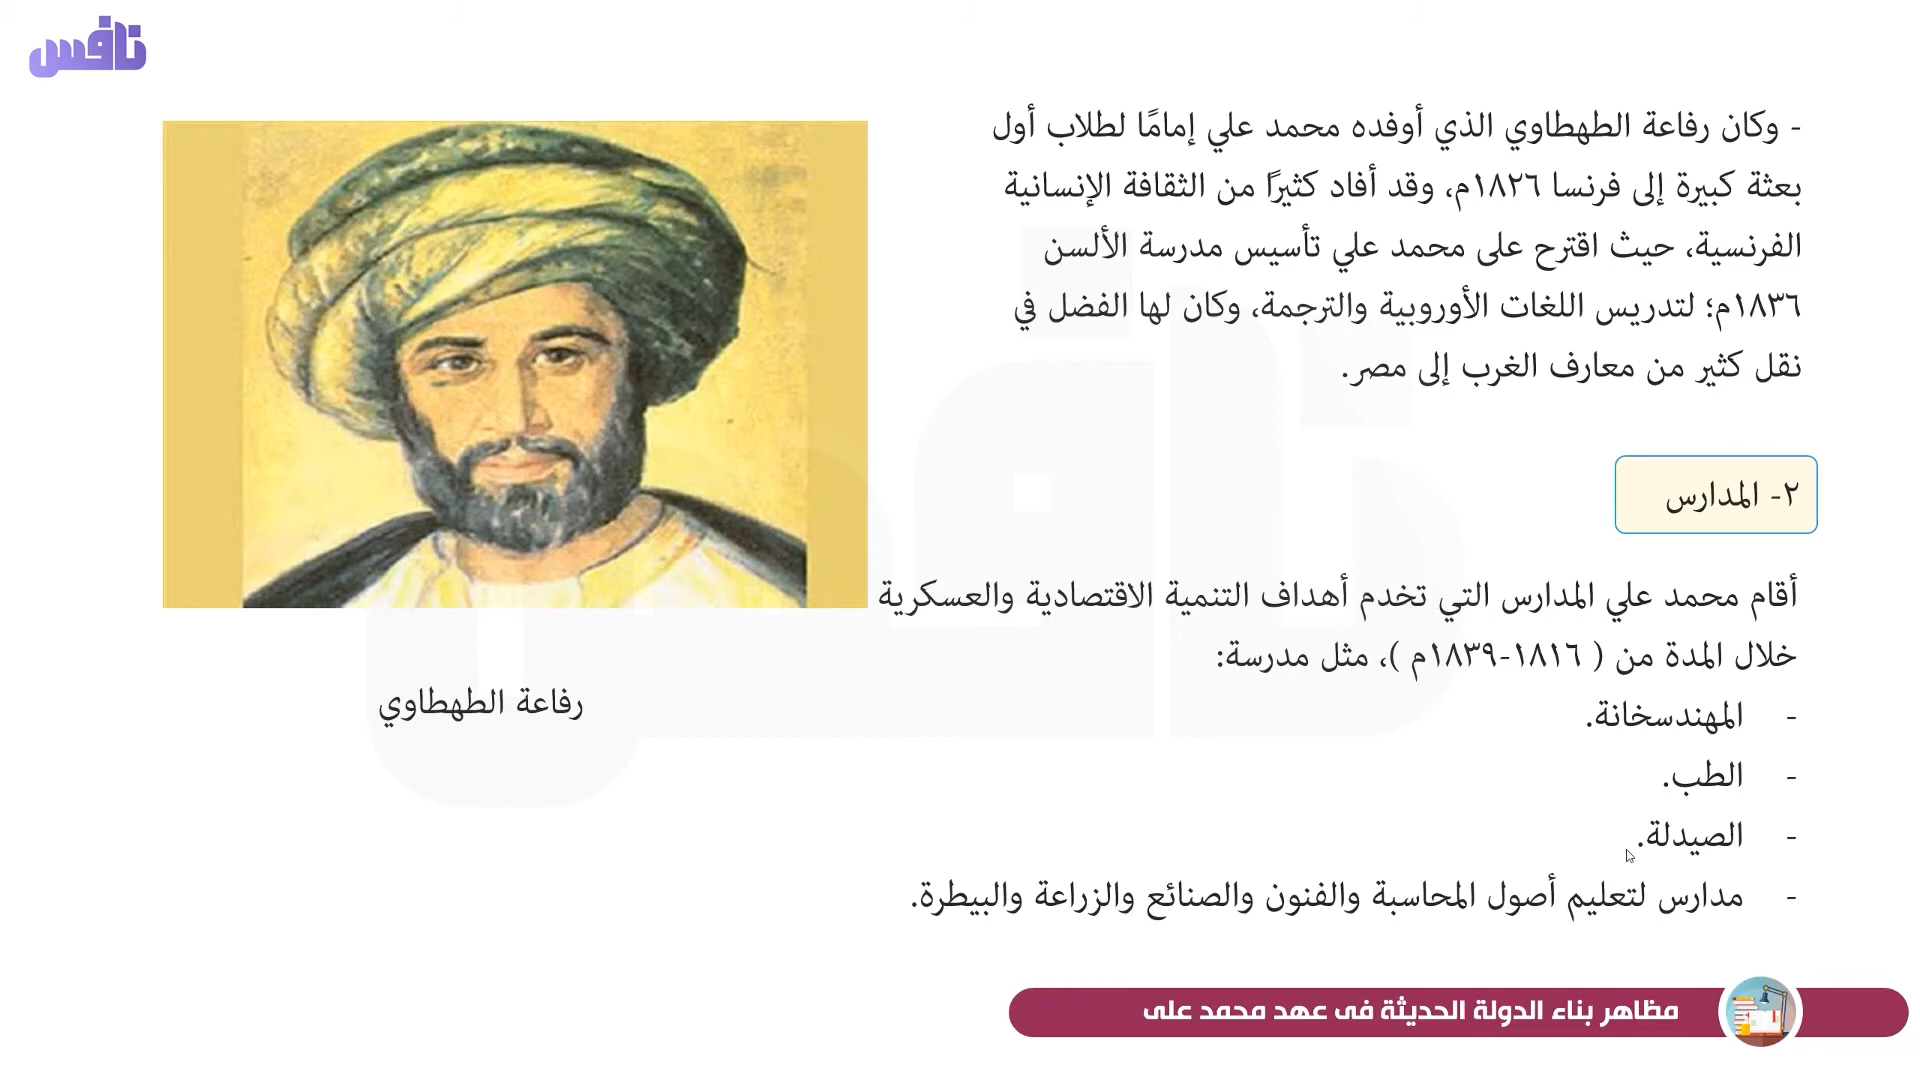 نافس
- وكان رفاعة الطهطاوي الذي أوفده محمد علي إمامًا لطلاب أول
بعثة كبيرة إلى فرنسا ١٨٢٦م، وقد أفاد كثيرًا من الثقافة الإنسانية
الفرنسية، حيث اقترح على محمد علي تأسيس مدرسة الألسن
١٨٣٦م؛ لتدريس اللغات الأوروبية والترجمة، وكان لها الفضل في
نقل كثير من معارف الغرب إلى مصر.
٢- المدارس
أقام محمد علي المدارس التي تخدم أهداف التنمية الاقتصادية والعسكرية
خلال المدة من ( ١٨١٦-١٨٣٩م )، مثل مدرسة:
- المهندسخانة.
- الطب.
- الصيدلة.
- مدارس لتعليم أصول المحاسبة والفنون والصنائع والزراعة والبيطرة.
رفاعة الطهطاوي
مظاهر بناء الدولة الحديثة فى عهد محمد على